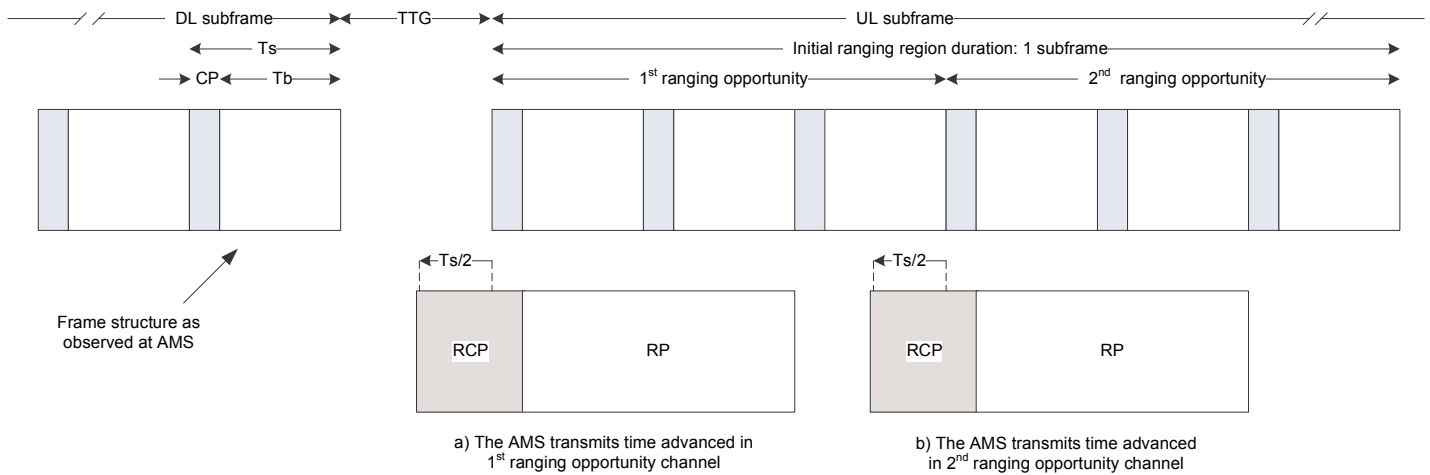 DL subframe
TTG
UL subframe
Ts
Initial ranging region duration: 1 subframe
CP
Tb
1st ranging opportunity
2nd ranging opportunity
Ts/2
Ts/2
Frame structure as
observed at AMS
RCP
RP
RCP
RP
a) The AMS transmits time advanced in
1st ranging opportunity channel
b) The AMS transmits time advanced
in 2nd ranging opportunity channel